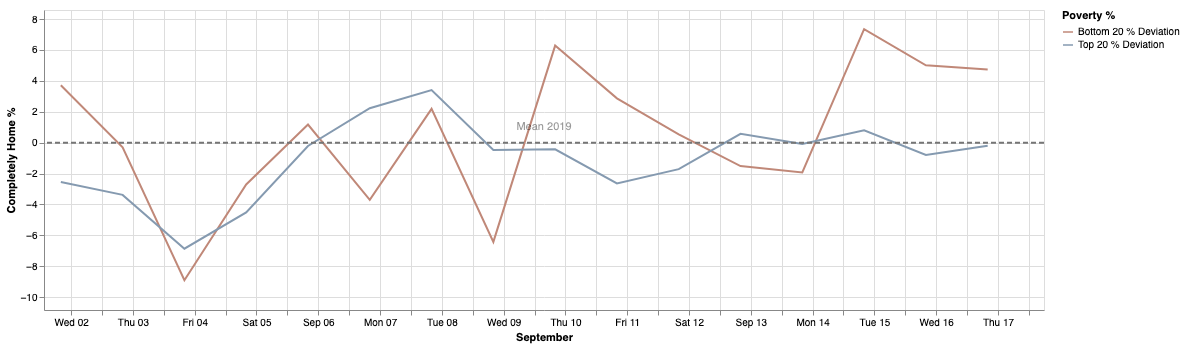 8
6
4
2
0
−2
−4
−6
−8
−10
Completely Home %
Mean 2019
Wed 02 Thu 03 Fri 04 Sat 05 Sep 06 Mon 07 Tue 08 Wed 09 Thu 10 Fri 11 Sat 12 Sep 13 Mon 14 Tue 15 Wed 16 Thu 17
September
Poverty %
Bottom 20 % Deviation
Top 20 % Deviation